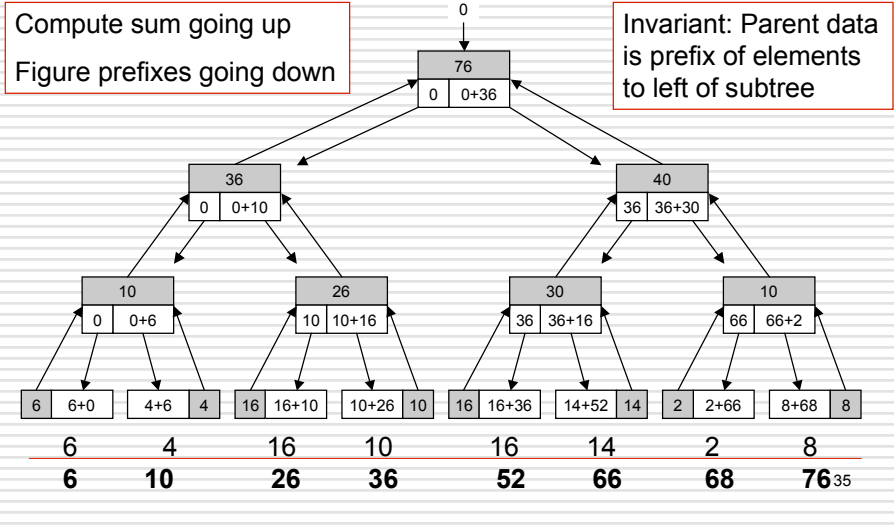 Compute sum going up
Figure prefixes going down
0
Invariant: Parent data
is prefix of elements
to left of subtree
76
0 0+36
36
0 0+10
40
36 36+30
10
0 0+6
26
10 10+16
30
36 36+16
10
66 66+2
6 6+0 4+6 4 16 16+10 10+26 10 16 16+36 14+52 14 2 2+66 8+68 8
6 4 16 10 16 14 2 8
6 10 26 36 52 66 68 76 35